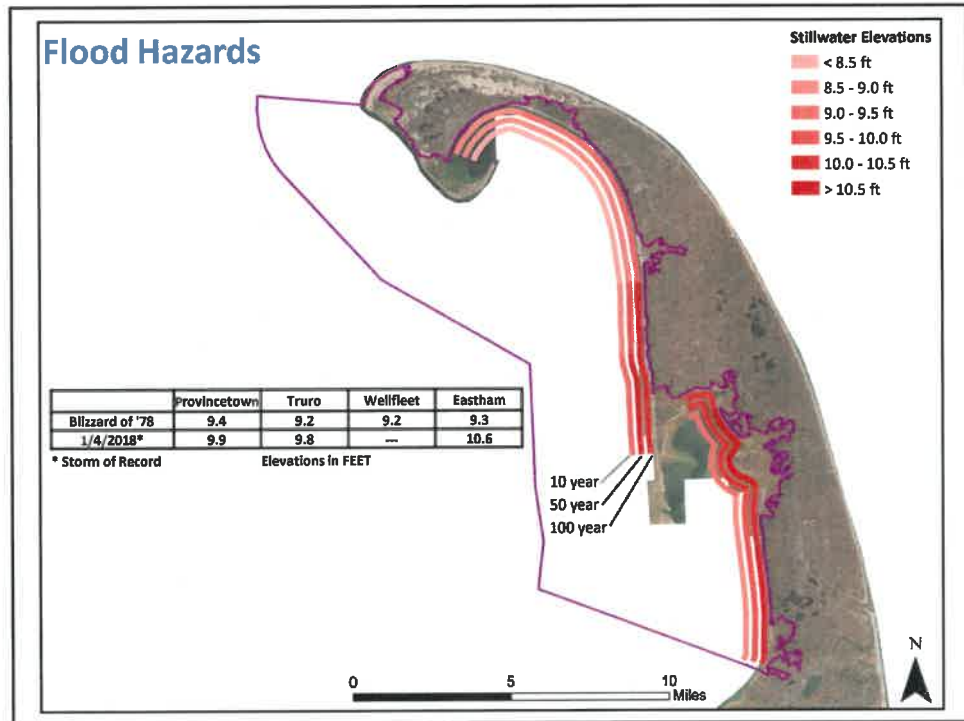 Flood Hazards
Stillwater Elevations
< 8.5 ft
8.5 - 9.0 ft
9.0 - 9.5 ft
9.5 - 10.0 ft
10.0 - 10.5 ft
> 10.5 ft
Provincetown Truro Wellfleet Eastham
Blizzard of '78 9.4 9.2 9.2 9.3
1/4/2018* 9.9 9.8 --- 10.6
* Storm of Record Elevations in FEET
10 year
50 year
100 year
N
0 5 10
Miles